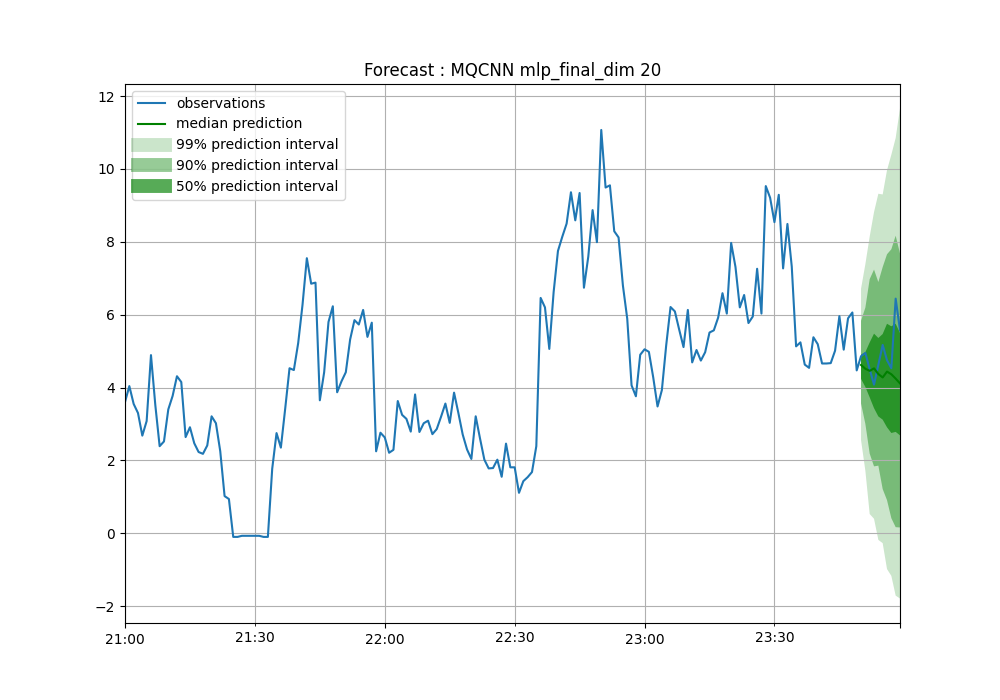 Forecast : MQCNN mlp_final_dim 20
observations
median prediction
99% prediction interval
90% prediction interval
50% prediction interval
12
10
8
6
4
2
0
−2
21:00
21:30
22:00
22:30
23:00
23:30